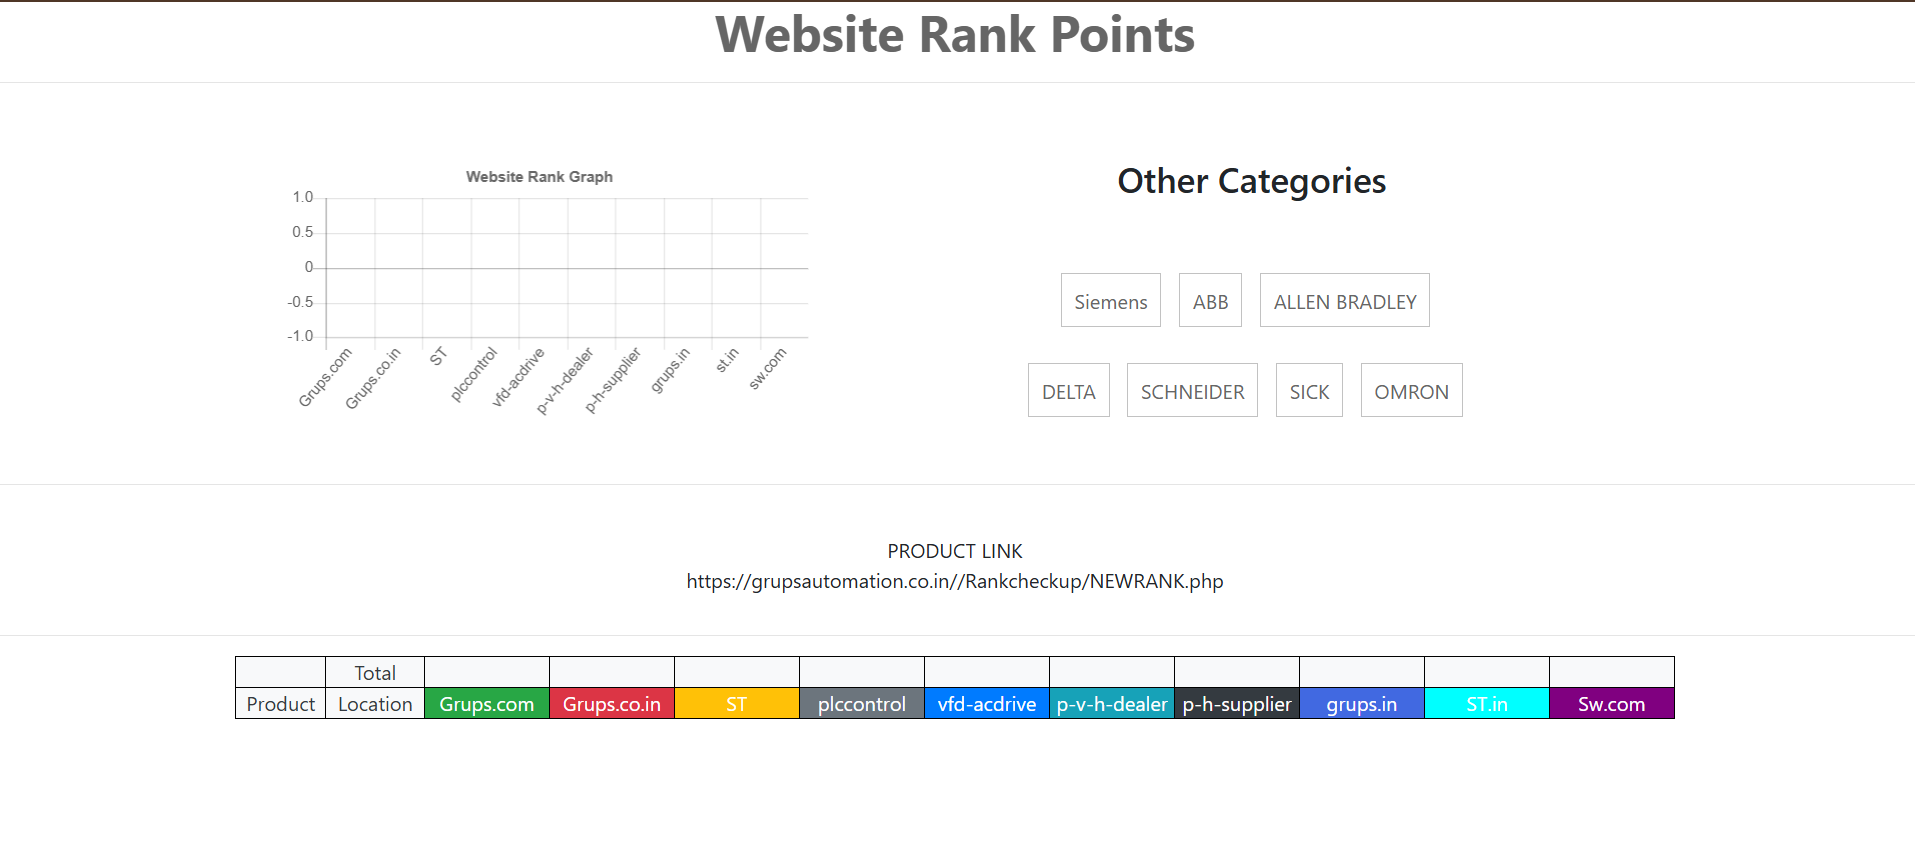 Website Rank Points
Website Rank Graph
1.0
0.5
0
-0.5
-1.0
Grups.com
Grups.co.in
ST
plccontrol
vfd-acdrive
p-v-h-dealer
p-h-supplier
grups.in
st.in
sw.com
Other Categories
Siemens ABB ALLEN BRADLEY
DELTA SCHNEIDER SICK OMRON
PRODUCT LINK
https://grupsautomation.co.in//Rankcheckup/NEWRANK.php
Total
Product Location Grups.com Grups.co.in ST plccontrol vfd-acdrive p-v-h-dealer p-h-supplier grups.in ST.in Sw.com